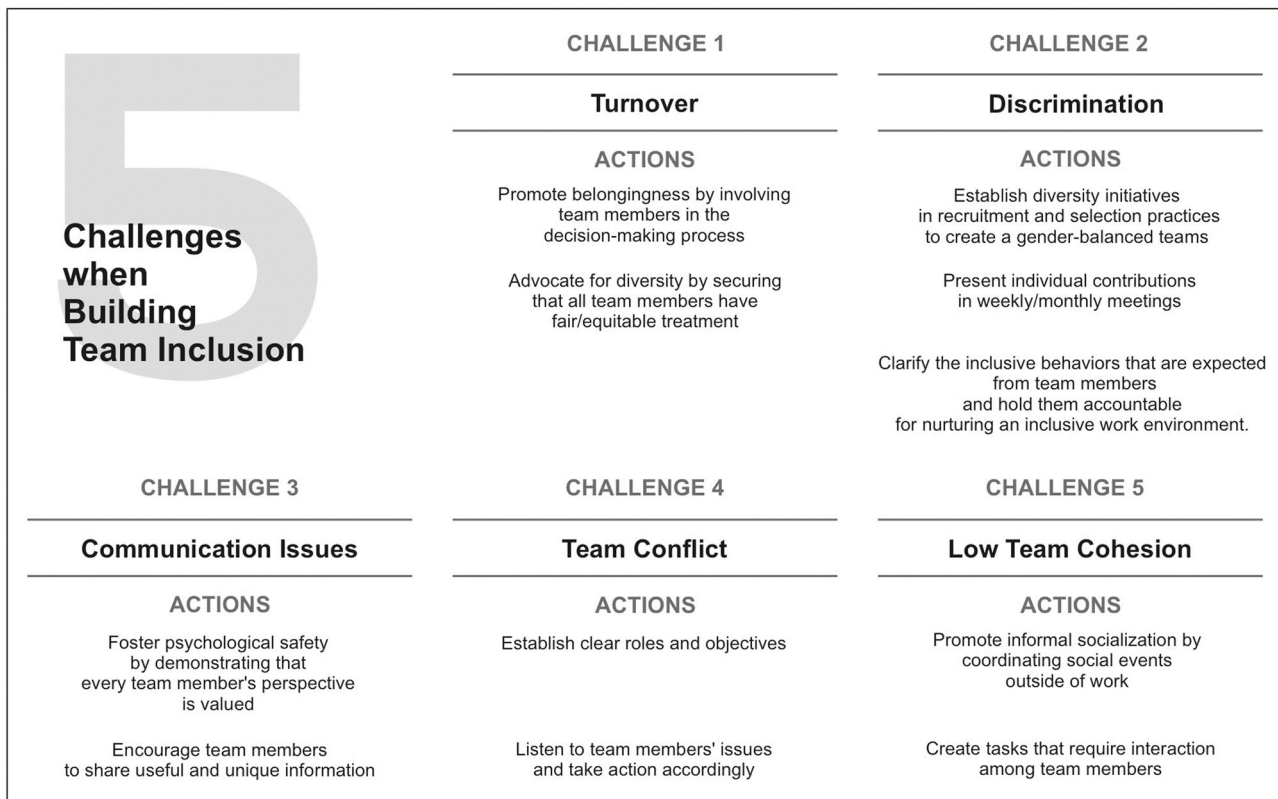 5
Challenges
when
Building
Team Inclusion
CHALLENGE 1
Turnover
ACTIONS
Promote belongingness by involving
team members in the
decision-making process
Advocate for diversity by securing
that all team members have
fair/equitable treatment
CHALLENGE 2
Discrimination
ACTIONS
Establish diversity initiatives
in recruitment and selection practices
to create a gender-balanced teams
Present individual contributions
in weekly/monthly meetings
Clarify the inclusive behaviors that are expected
from team members
and hold them accountable
for nurturing an inclusive work environment.
CHALLENGE 3
Communication Issues
ACTIONS
Foster psychological safety
by demonstrating that
every team member's perspective
is valued
Encourage team members
to share useful and unique information
CHALLENGE 4
Team Conflict
ACTIONS
Establish clear roles and objectives
Listen to team members' issues
and take action accordingly
CHALLENGE 5
Low Team Cohesion
ACTIONS
Promote informal socialization by
coordinating social events
outside of work
Create tasks that require interaction
among team members